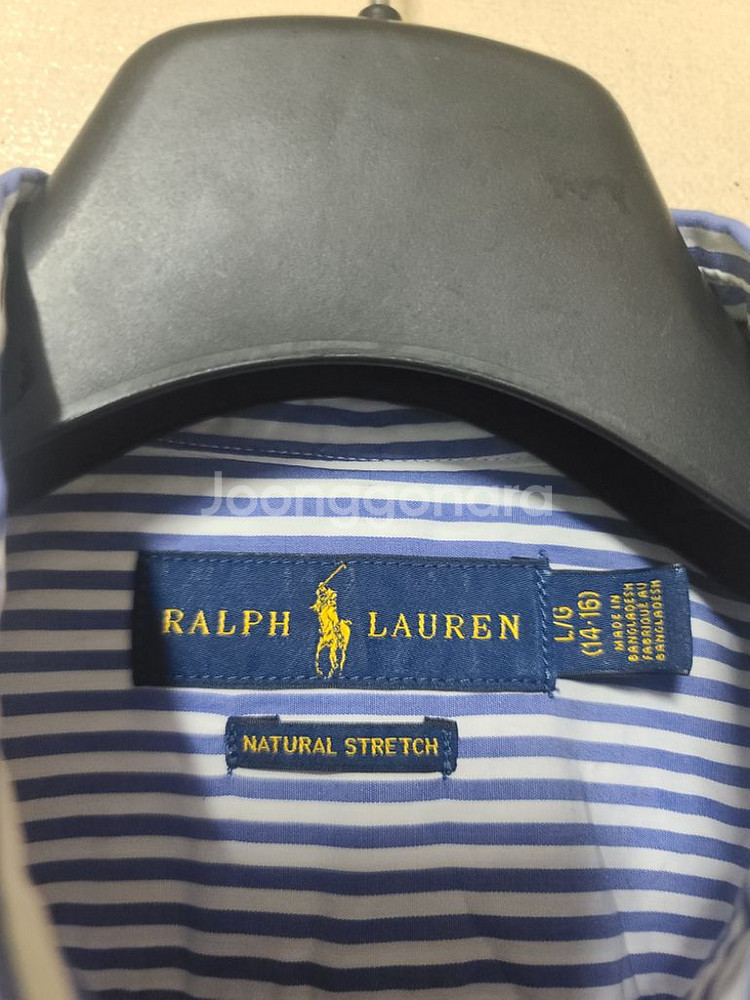 Joonggonara
RALPH LAUREN
L/G
(14-16)
MADE IN
BANGLADESH
FABRIQUÉ AU
BANGLADESH
NATURAL STRETCH